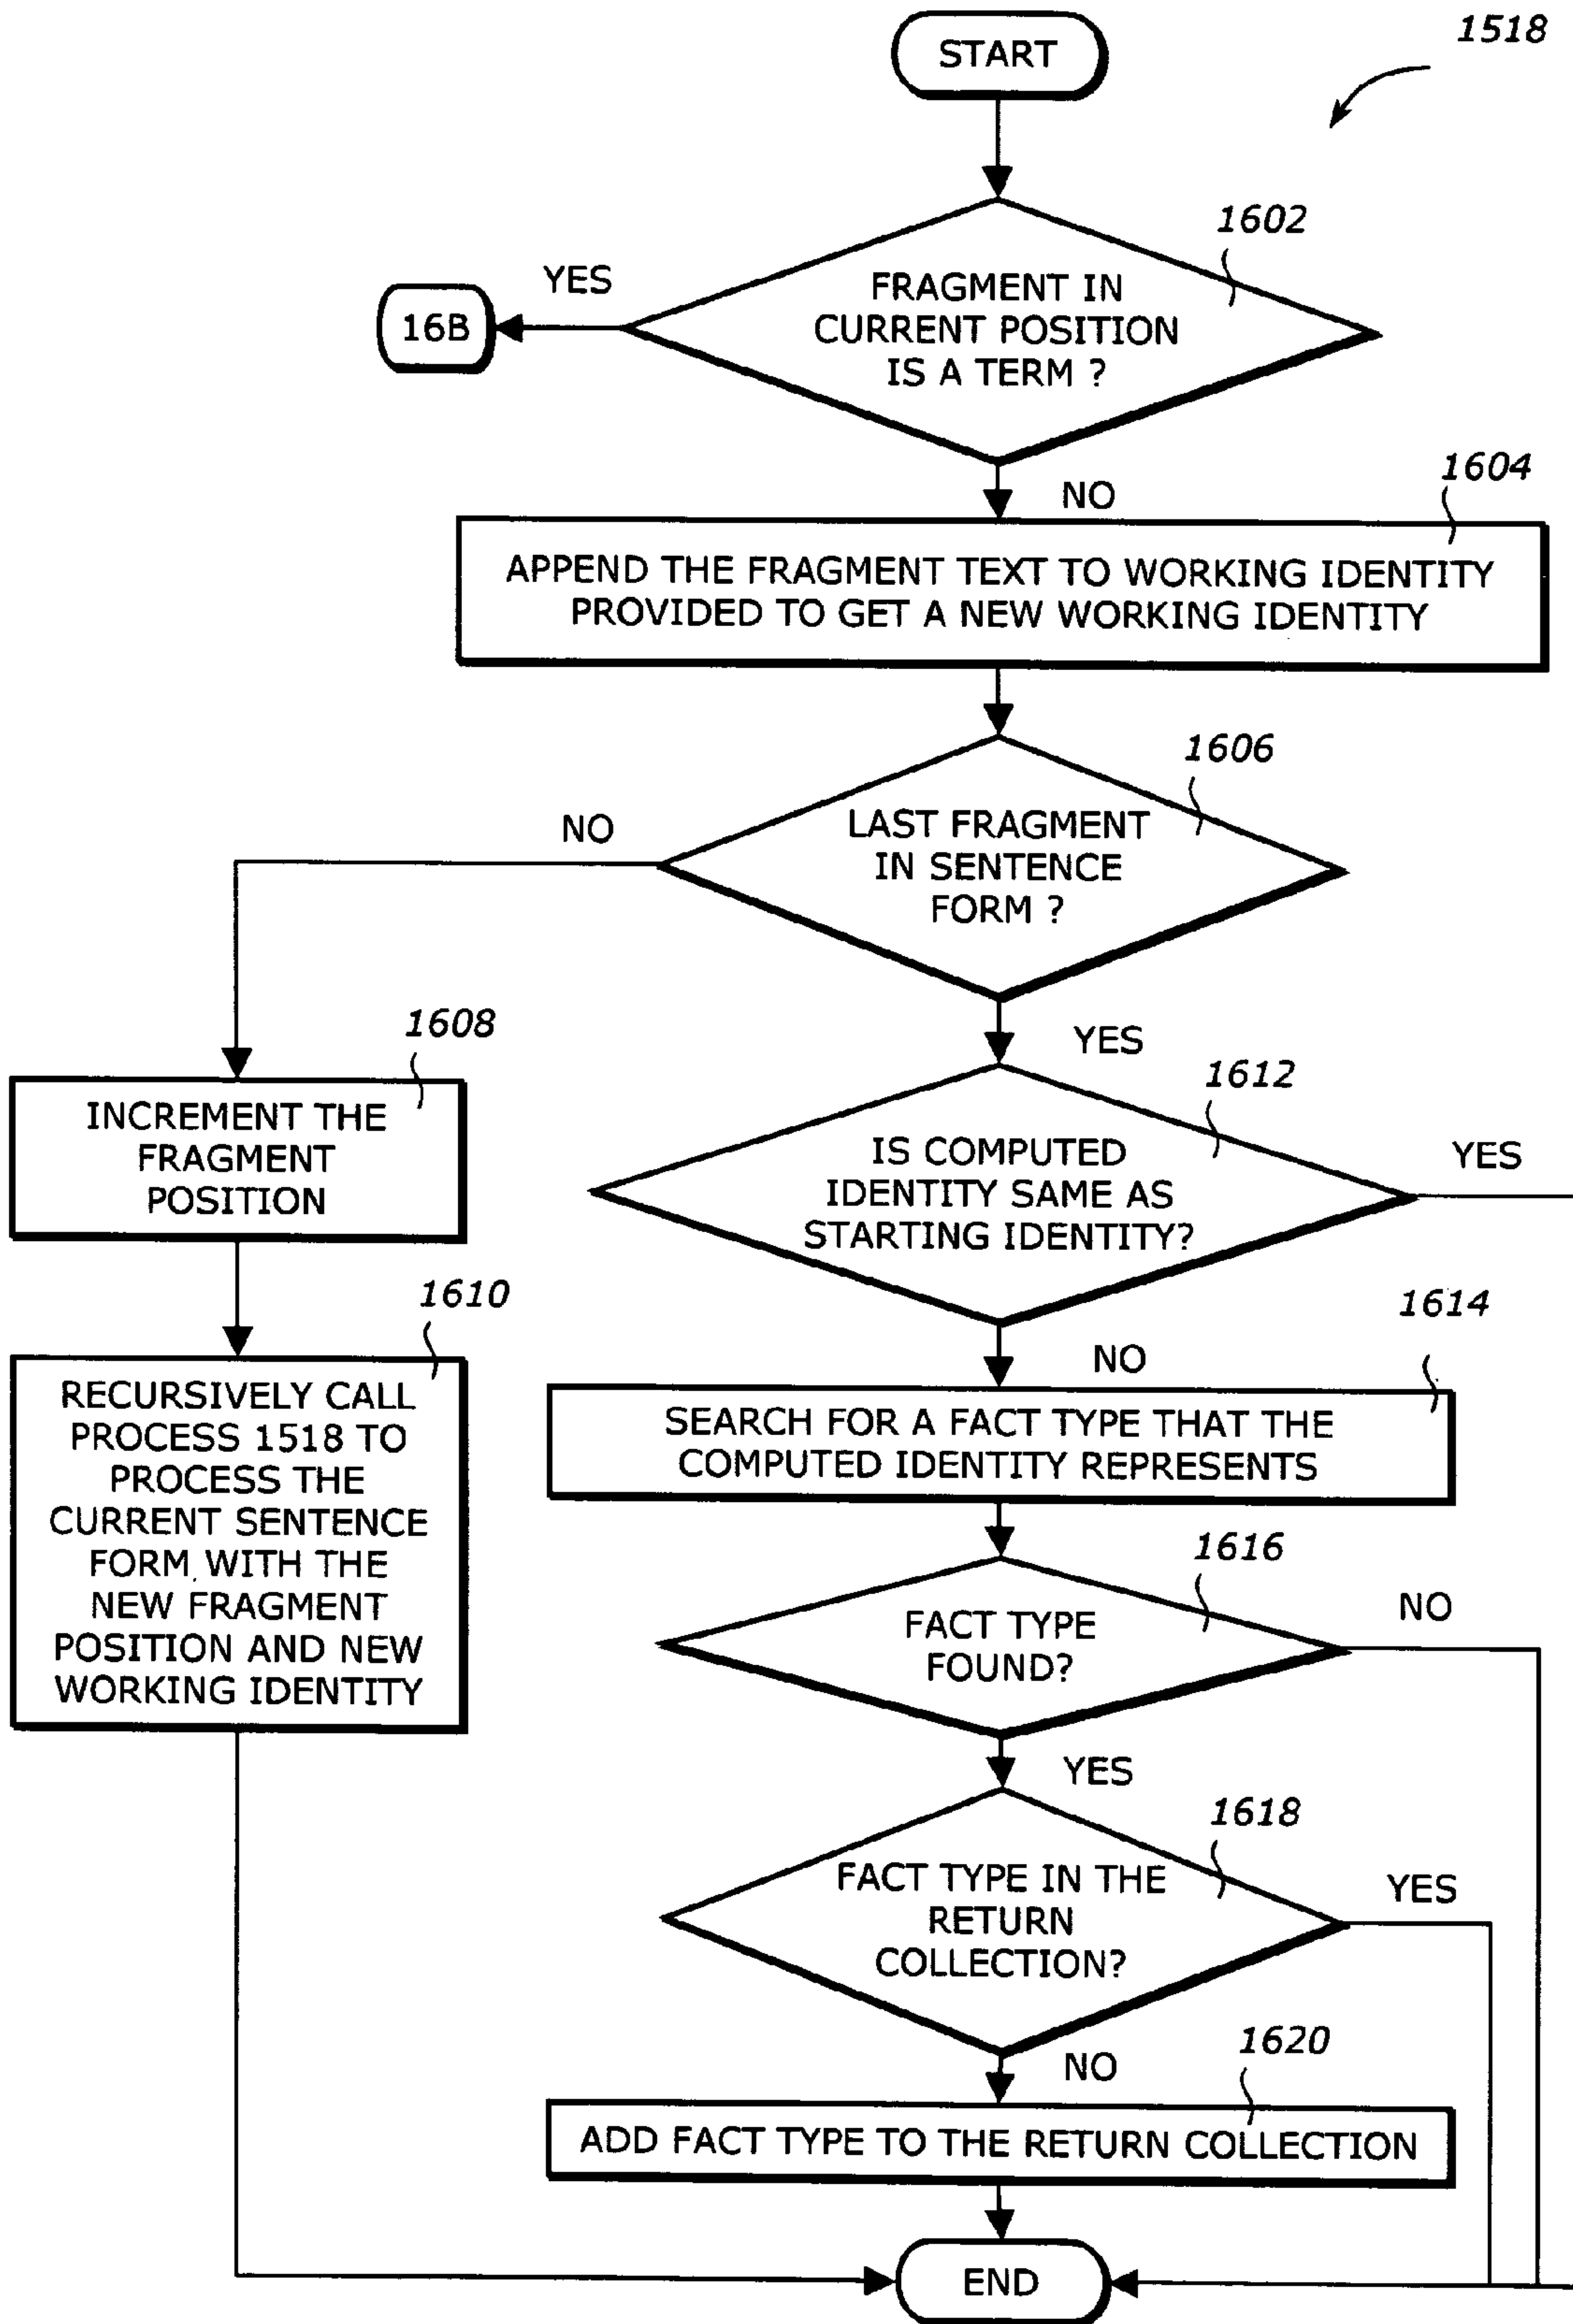 START
1518
1602
YES
16B
FRAGMENT IN
CURRENT POSITION
IS A TERM ?
NO
1604
APPEND THE FRAGMENT TEXT TO WORKING IDENTITY
PROVIDED TO GET A NEW WORKING IDENTITY
1606
NO
LAST FRAGMENT
IN SENTENCE
FORM ?
YES
1608
INCREMENT THE
FRAGMENT
POSITION
1612
IS COMPUTED
IDENTITY SAME AS
STARTING IDENTITY?
YES
1610
RECURSIVELY CALL
PROCESS 1518 TO
PROCESS THE
CURRENT SENTENCE
FORM WITH THE
NEW FRAGMENT
POSITION AND NEW
WORKING IDENTITY
NO
1614
SEARCH FOR A FACT TYPE THAT THE
COMPUTED IDENTITY REPRESENTS
1616
FACT TYPE
FOUND?
NO
YES
1618
FACT TYPE IN THE
RETURN
COLLECTION?
YES
NO
1620
ADD FACT TYPE TO THE RETURN COLLECTION
END